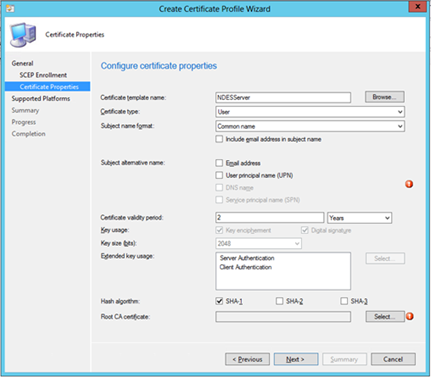 Create Certificate Profile Wizard
X
Certificate Properties
General
SCEP Enrollment
Certificate Properties
Supported Platforms
Summary
Progress
Completion
Configure certificate properties
Certificate template name: NDESServer Browse...
Certificate type: User
Subject name format: Common name
Include email address in subject name
Subject alternative name: Email address
User principal name (UPN)
DNS name
Service principal name (SPN)
Certificate validity period: 2 Years
Key usage: Key encipherment Digital signature
Key size (bits): 2048
Extended key usage: Server Authentication Select...
Client Authentication
Hash algorithm: SHA-1 SHA-2 SHA-3
Root CA certificate: Select...
< Previous Next > Summary Cancel